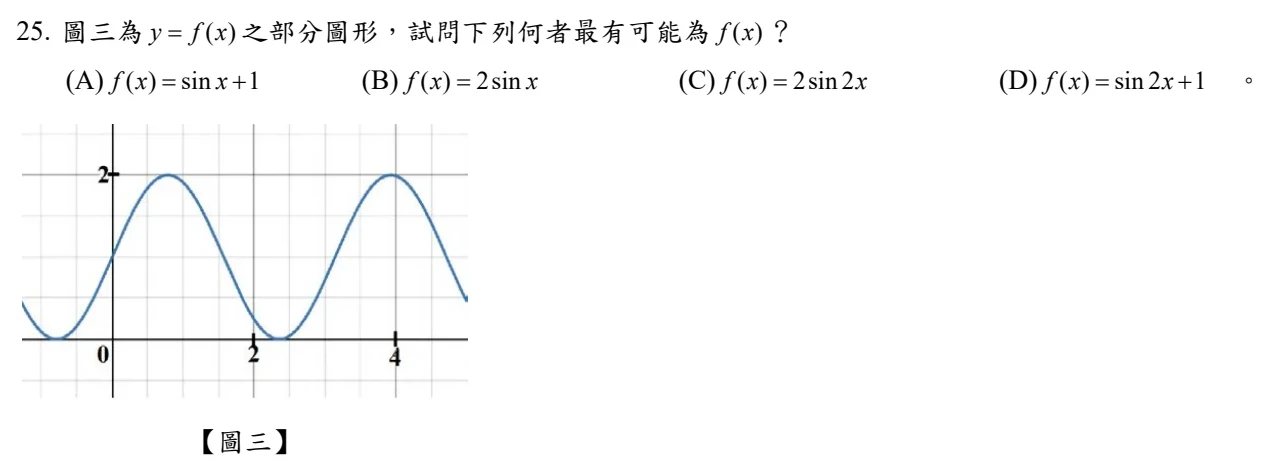 25. 圖三為 y = f(x) 之部分圖形，試問下列何者最有可能為 f(x)？
(A) f(x) = sin x + 1 (B) f(x) = 2 sin x (C) f(x) = 2 sin 2x (D) f(x) = sin 2x + 1 。
2
0 2 4
【圖三】